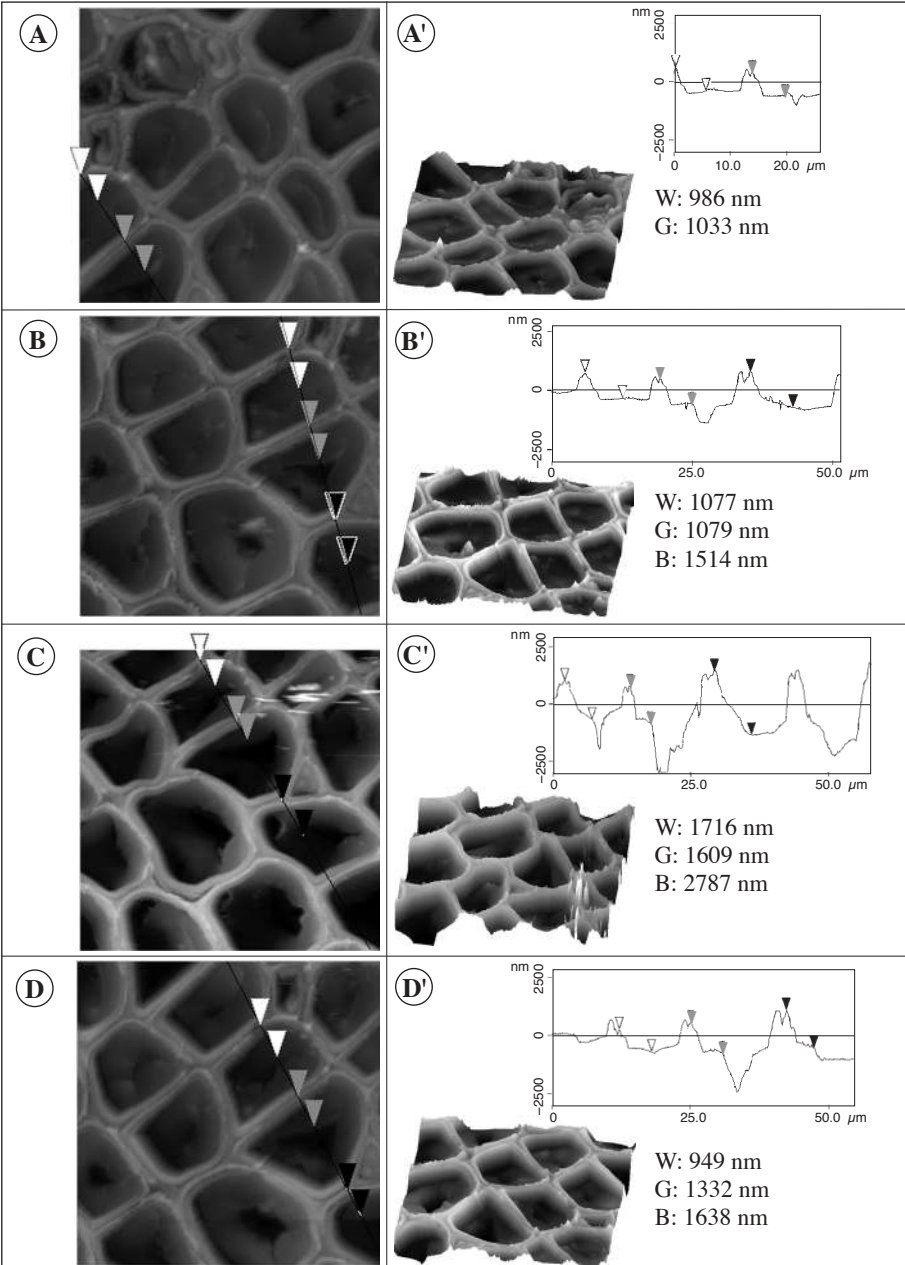 A
A'
nm
2500
0
−2500
0 10.0 20.0 µm
W: 986 nm
G: 1033 nm
B
B'
nm
2500
0
−2500
0 25.0 50.0 µm
W: 1077 nm
G: 1079 nm
B: 1514 nm
C
C'
nm
2500
0
−2500
0 25.0 50.0 µm
W: 1716 nm
G: 1609 nm
B: 2787 nm
D
D'
nm
2500
0
−2500
0 25.0 50.0 µm
W: 949 nm
G: 1332 nm
B: 1638 nm